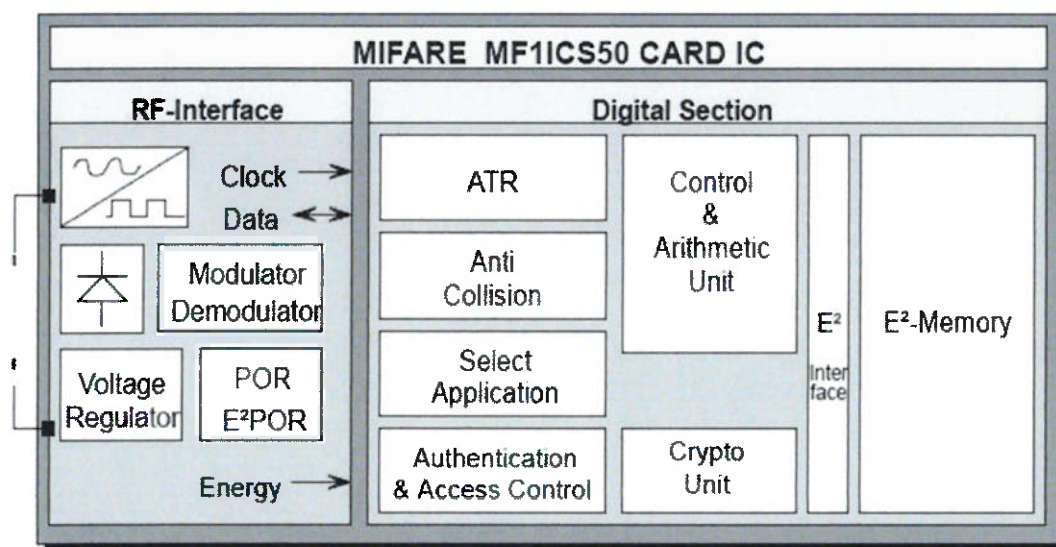 MIFARE MF1ICS50 CARD IC
RF-Interface
Clock
Data
Modulator
Demodulator
Voltage
Regulator
POR
E²POR
Energy
Digital Section
ATR
Anti
Collision
Select
Application
Authentication
& Access Control
Control
&
Arithmetic
Unit
Crypto
Unit
E²
Inter
face
E²-Memory